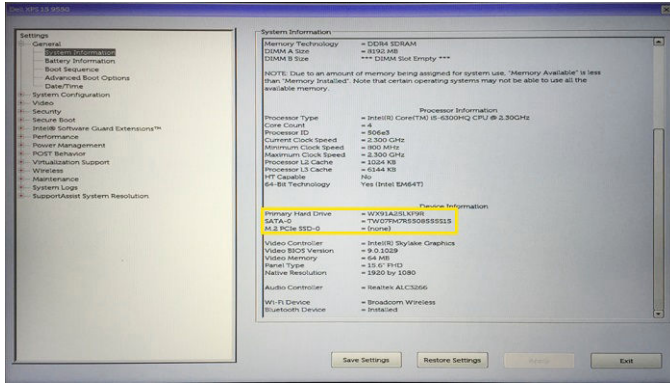 Dell XPS 15 9550
Settings
General
System Information
Battery Information
Boot Sequence
Advanced Boot Options
Date/Time
System Configuration
Video
Security
Secure Boot
Intel® Software Guard Extensions™
Performance
Power Management
POST Behavior
Virtualization Support
Wireless
Maintenance
System Logs
SupportAssist System Resolution
System Information
Memory Technology = DDR4 SDRAM
DIMM A Size = 8192 MB
DIMM B Size *** DIMM Slot Empty ***
NOTE: Due to an amount of memory being assigned for system use, "Memory Available" is less
than "Memory Installed". Note that certain operating systems may not be able to use all the
available memory.
Processor Information
Processor Type = Intel(R) Core(TM) i5-6300HQ CPU @ 2.30GHz
Core Count = 4
Processor ID = 506e3
Current Clock Speed = 2.300 GHz
Minimum Clock Speed = 800 MHz
Maximum Clock Speed = 2.300 GHz
Processor L2 Cache = 1024 KB
Processor L3 Cache = 6144 KB
HT Capable No
64-Bit Technology Yes (Intel EM64T)
Device Information
Primary Hard Drive
SATA-0
M.2 PCIe SSD-0 = (none)
Video Controller = Intel(R) Skylake Graphics
Video BIOS Version = 9.0.1029
Video Memory = 64 MB
Panel Type = 15.6" FHD
Native Resolution = 1920 by 1080
Audio Controller = Realtek ALC3266
Wi-Fi Device = Broadcom Wireless
Bluetooth Device = Installed
Save Settings Restore Settings Apply Exit